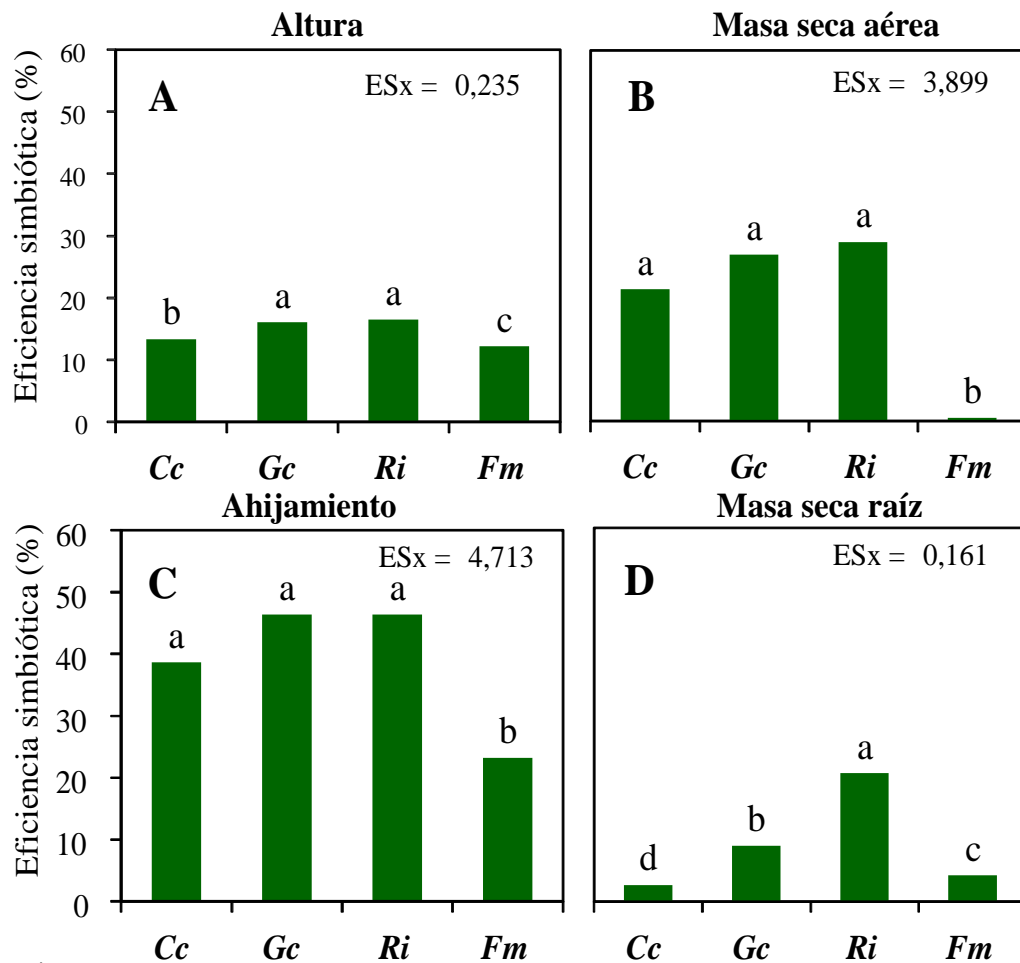 Altura
Masa seca aérea
Eficiencia simbiótica (%)
60
50
40
30
20
10
0
A
ESx = 0,235
b
a
a
c
Cc
Gc
Ri
Fm
B
ESx = 3,899
a
a
a
b
Cc
Gc
Ri
Fm
Ahijamiento
Masa seca raíz
Eficiencia simbiótica (%)
60
50
40
30
20
10
0
C
ESx = 4,713
a
a
a
b
Cc
Gc
Ri
Fm
D
ESx = 0,161
d
b
a
c
Cc
Gc
Ri
Fm